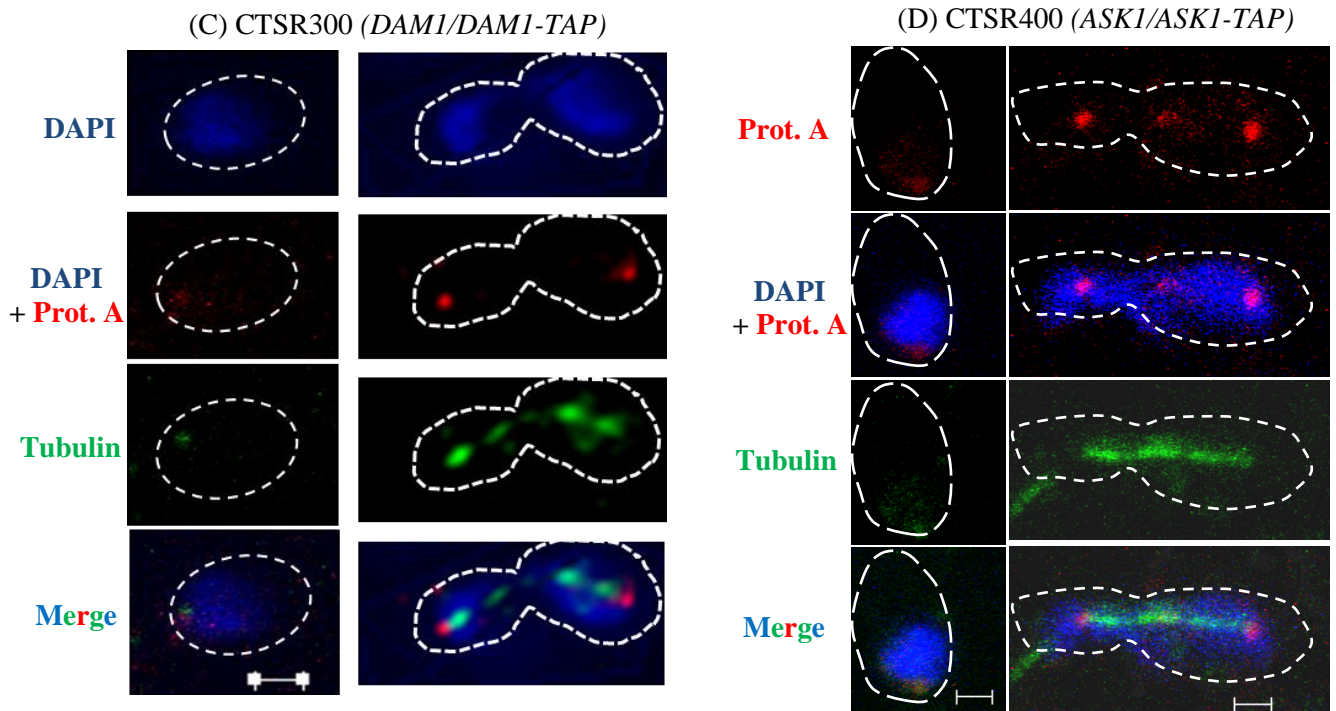 (C) CTSR300 (DAM1/DAM1-TAP)
DAPI
DAPI
+ Prot. A
Tubulin
Merge
(D) CTSR400 (ASK1/ASK1-TAP)
Prot. A
DAPI
+ Prot. A
Tubulin
Merge